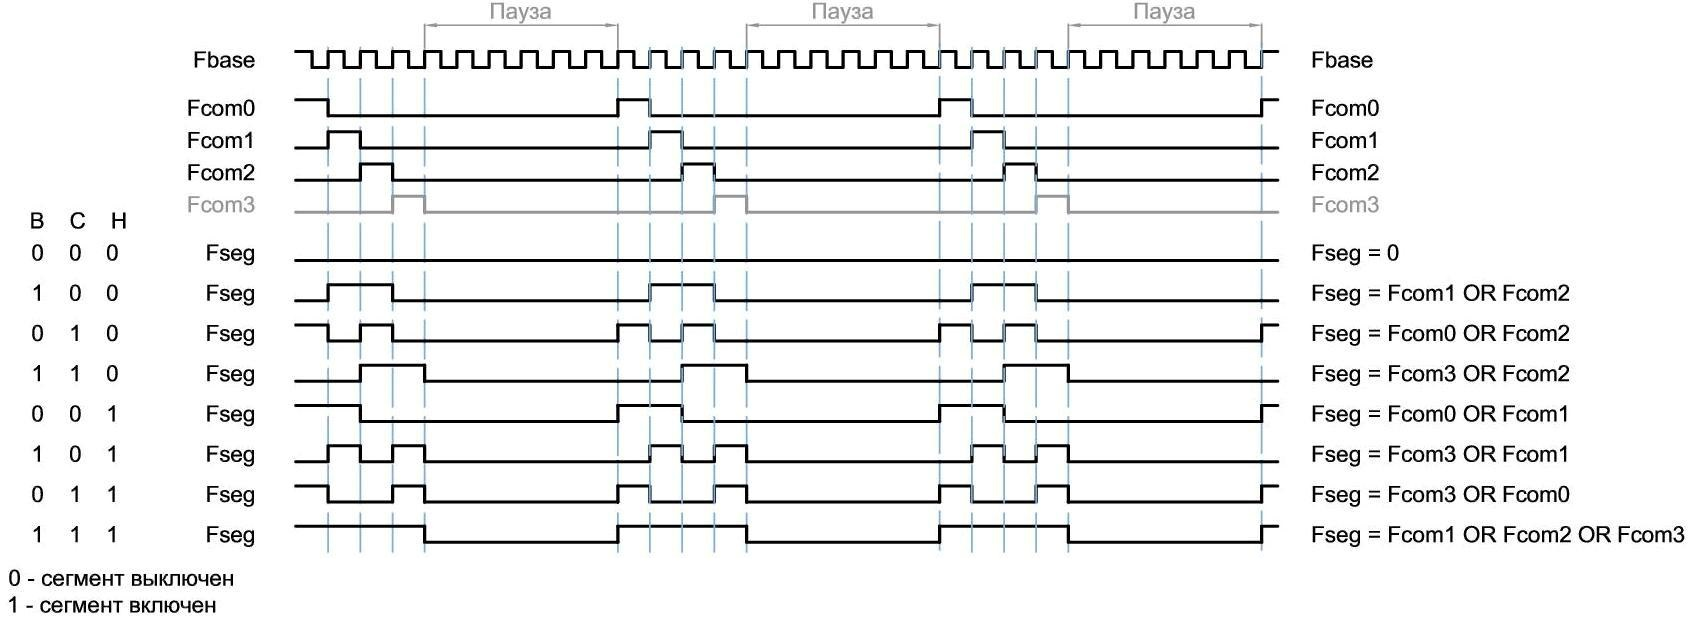 Пауза Пауза Пауза
Fbase Fbase
Fcom0 Fcom0
Fcom1 Fcom1
Fcom2 Fcom2
Fcom3 Fcom3
В С Н
0 0 0 Fseg Fseg = 0
1 0 0 Fseg Fseg = Fcom1 OR Fcom2
0 1 0 Fseg Fseg = Fcom0 OR Fcom2
1 1 0 Fseg Fseg = Fcom3 OR Fcom2
0 0 1 Fseg Fseg = Fcom0 OR Fcom1
1 0 1 Fseg Fseg = Fcom3 OR Fcom1
0 1 1 Fseg Fseg = Fcom3 OR Fcom0
1 1 1 Fseg Fseg = Fcom1 OR Fcom2 OR Fcom3
0 - сегмент выключен
1 - сегмент включен